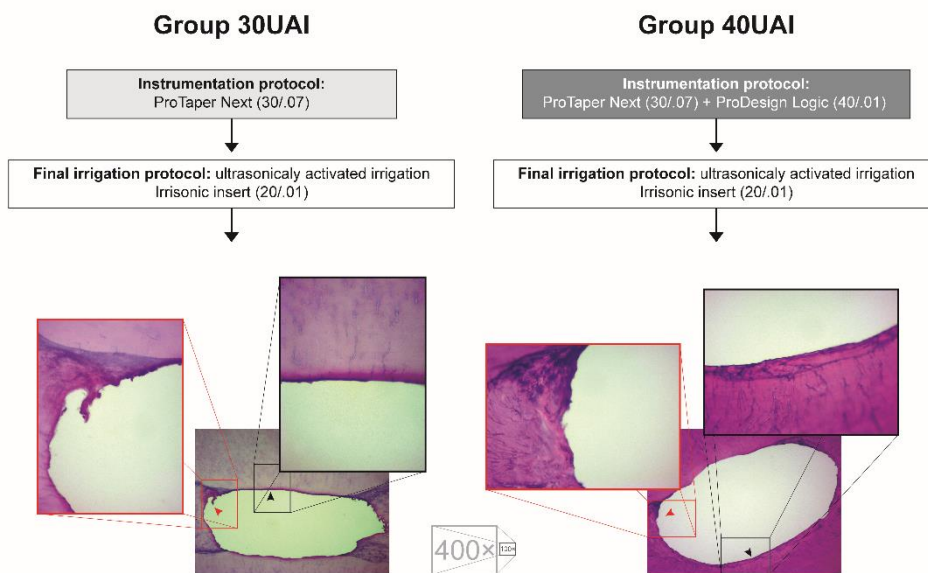 Group 30UAI
Instrumentation protocol:
ProTaper Next (30/.07)
Final irrigation protocol: ultrasonicaly activated irrigation
Irrisonic insert (20/.01)
Group 40UAI
Instrumentation protocol:
ProTaper Next (30/.07) + ProDesign Logic (40/.01)
Final irrigation protocol: ultrasonicaly activated irrigation
Irrisonic insert (20/.01)
400×